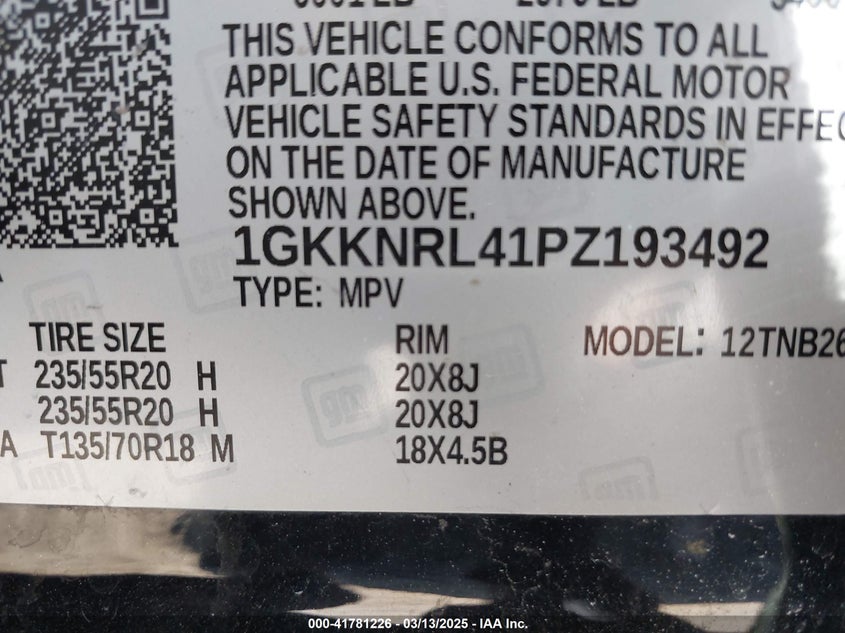 THIS VEHICLE CONFORMS TO ALL
APPLICABLE U.S. FEDERAL MOTOR
VEHICLE SAFETY STANDARDS IN EFFEC
ON THE DATE OF MANUFACTURE
SHOWN ABOVE.
1GKKNRL41PZ193492
TYPE: MPV
TIRE SIZE RIM MODEL: 12TNB26
T 235/55R20 H 20X8J
235/55R20 H 20X8J
A T135/70R18 M 18X4.5B
000-41781226 - 03/13/2025 - IAA Inc.